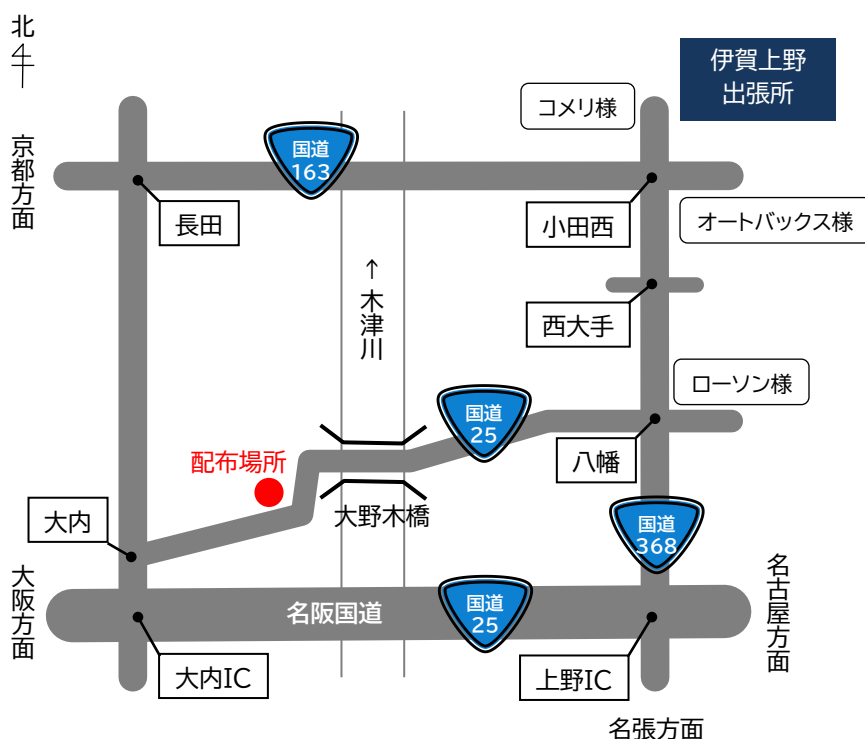 北
伊賀上野
出張所
コメリ様
京都方面
国道
163
長田
小田西
オートバックス様
↑木津川
西大手
ローソン様
国道
25
八幡
配布場所
大内
大野木橋
国道
368
大阪方面
名古屋方面
名阪国道
国道
25
大内IC
上野IC
名張方面